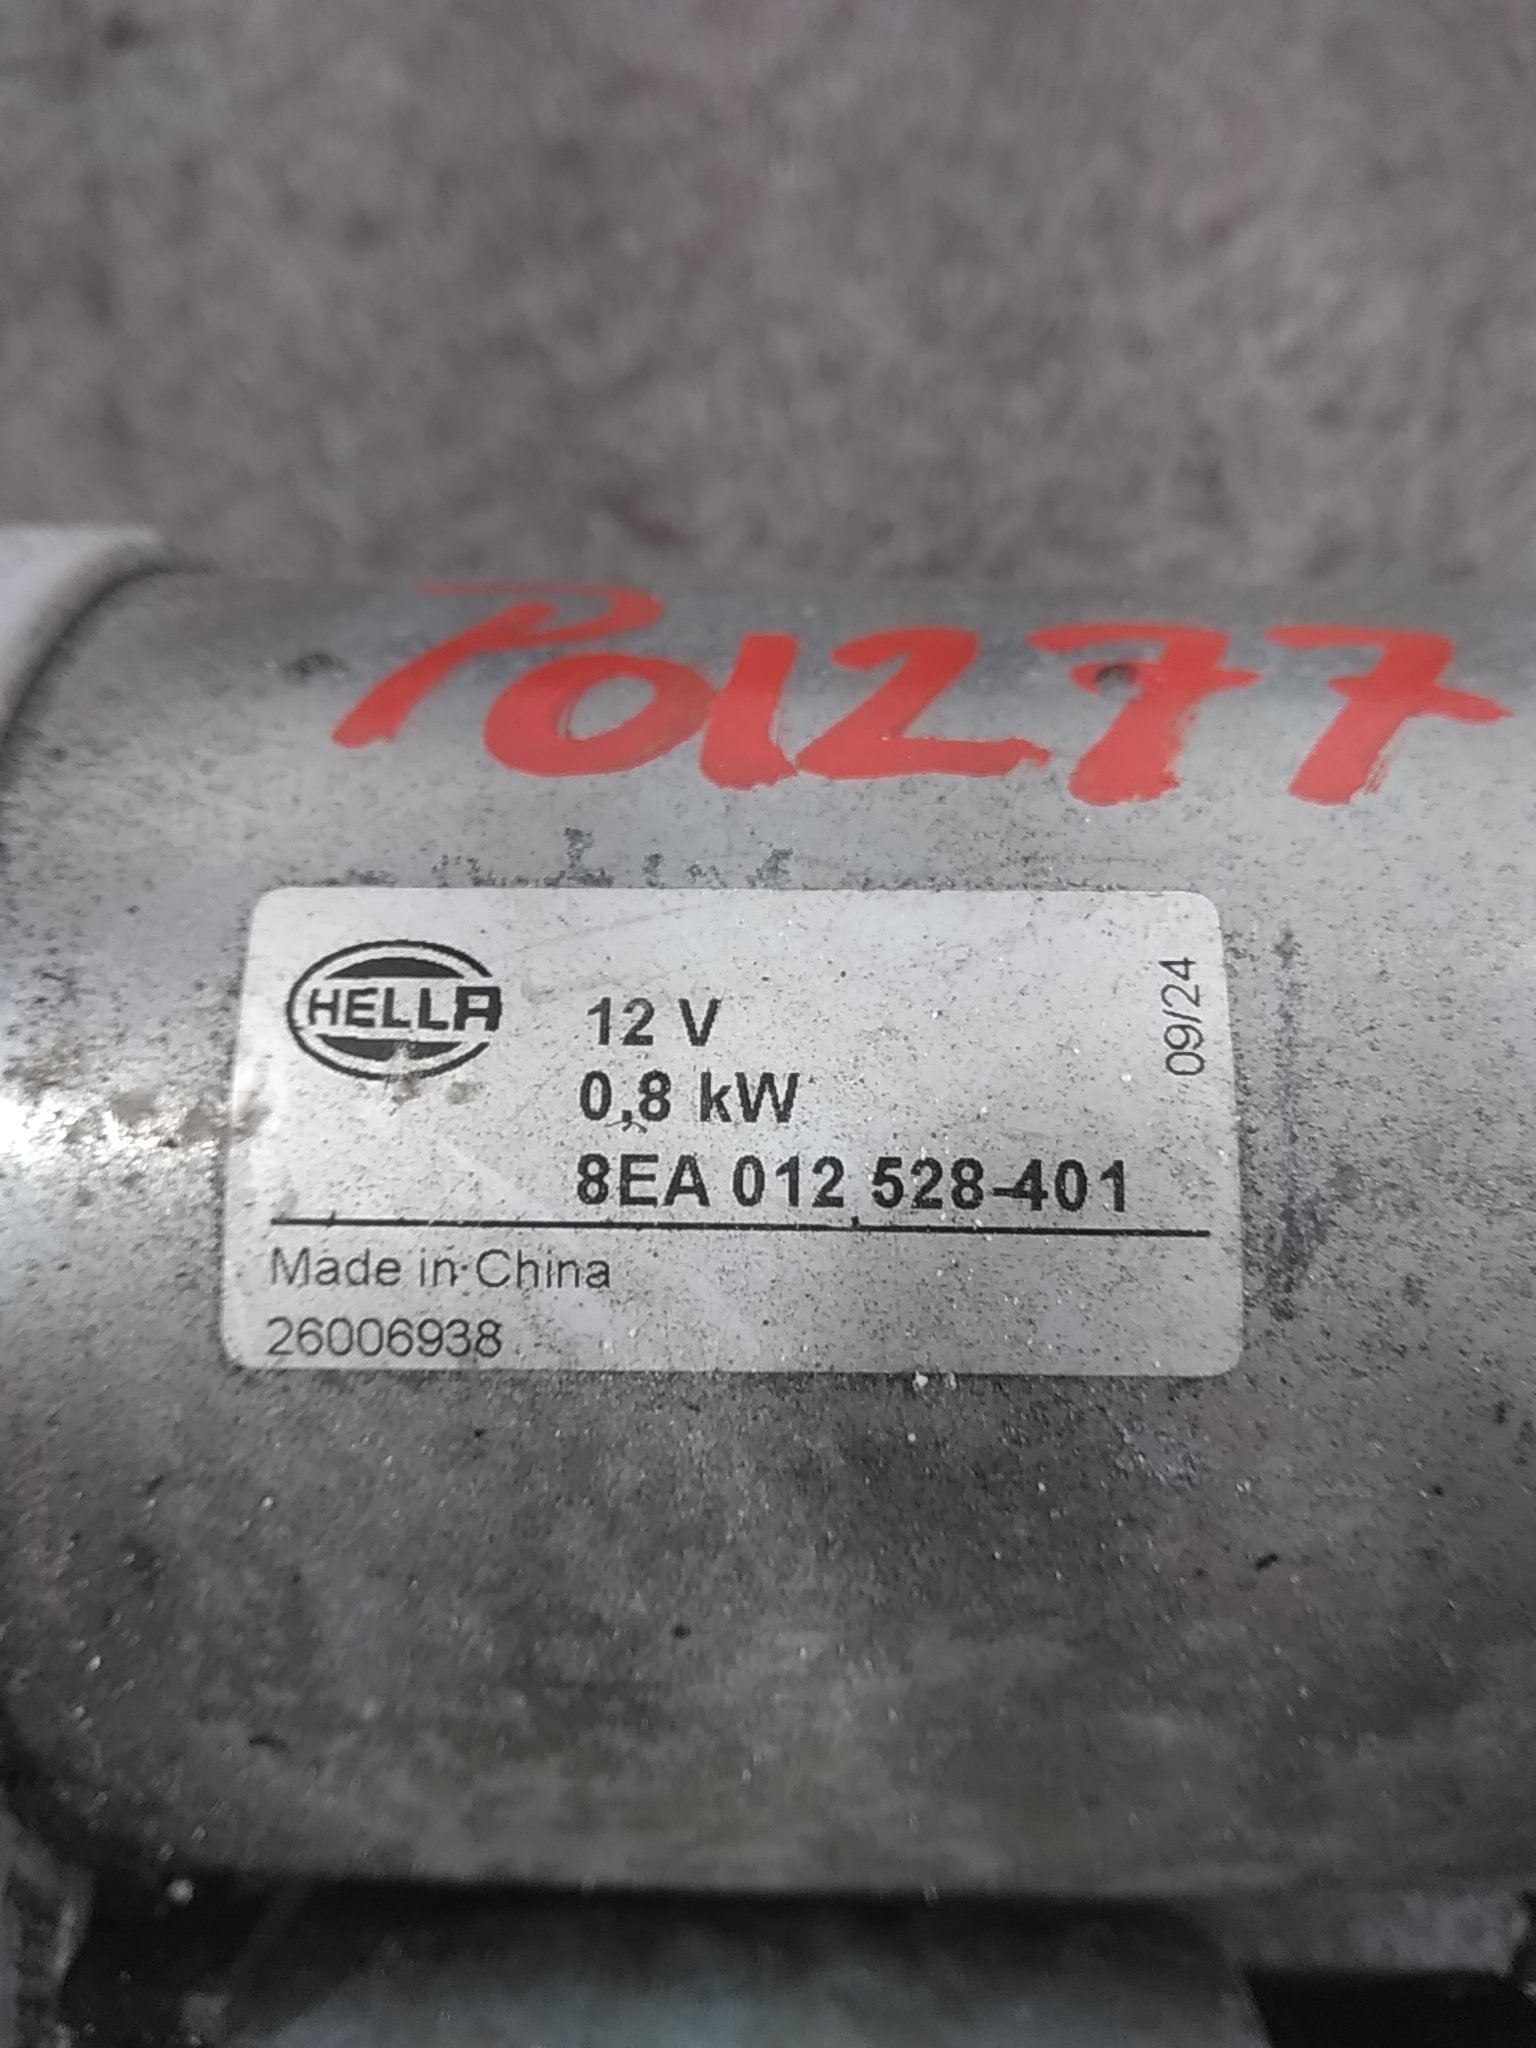 P01277
HELLA
12 V
0,8 kW
8EA 012 528-401
09/24
Made in China
26006938